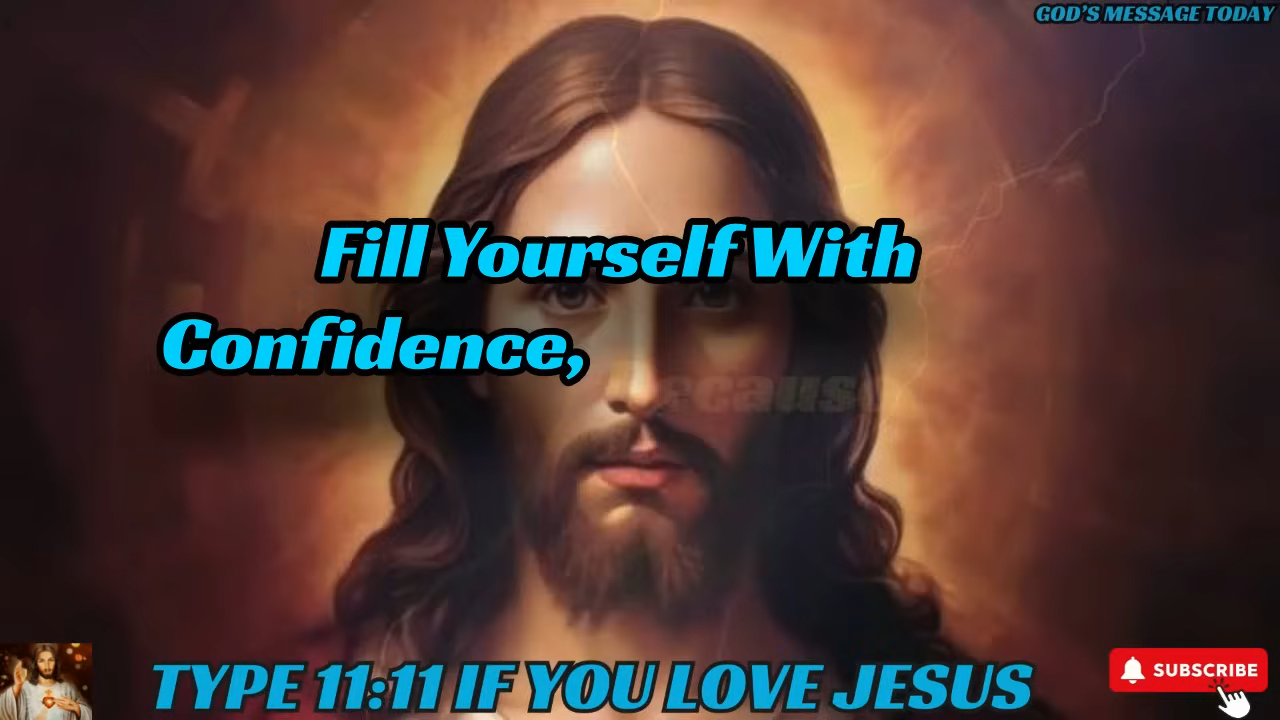 GOD'S MESSAGE TODAY
Fill Yourself With
Confidence,
TYPE 11:11 IF YOU LOVE JESUS
SUBSCRIBE